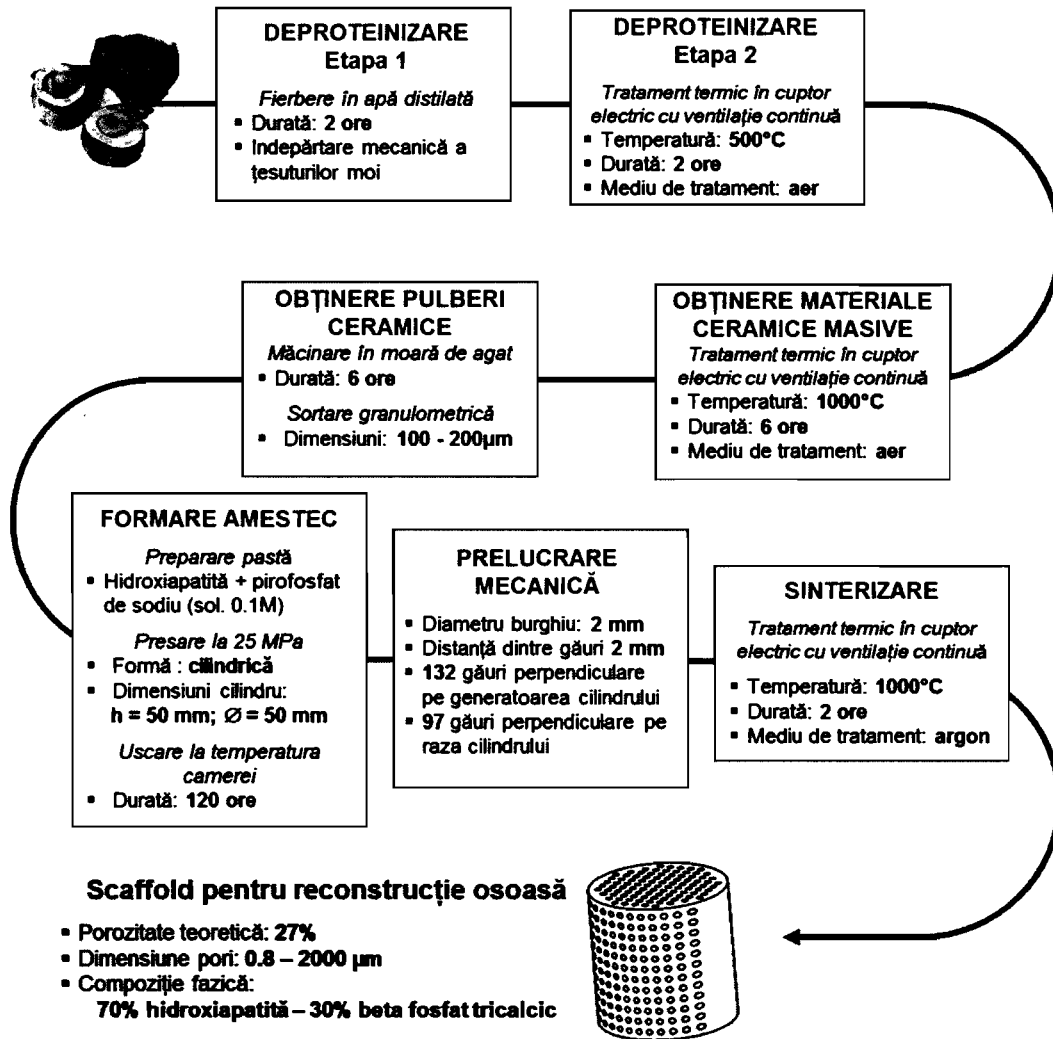 DEPROTEINIZARE
Etapa 1
Fierbere în apă distilată
▪ Durată: 2 ore
▪ Indepărtare mecanică a
țesuturilor moi
DEPROTEINIZARE
Etapa 2
Tratament termic în cuptor
electric cu ventilație continuă
▪ Temperatură: 500°C
▪ Durată: 2 ore
▪ Mediu de tratament: aer
OBȚINERE MATERIALE
CERAMICE MASIVE
Tratament termic în cuptor
electric cu ventilație continuă
▪ Temperatură: 1000°C
▪ Durată: 6 ore
▪ Mediu de tratament: aer
OBȚINERE PULBERI
CERAMICE
Măcinare în moară de agat
▪ Durată: 6 ore
Sortare granulometrică
▪ Dimensiuni: 100 - 200µm
FORMARE AMESTEC
Preparare pastă
▪ Hidroxiapatită + pirofosfat
de sodiu (sol. 0.1M)
Presare la 25 MPa
▪ Formă : cilindrică
▪ Dimensiuni cilindru:
h = 50 mm; Ø = 50 mm
Uscare la temperatura
camerei
▪ Durată: 120 ore
PRELUCRARE
MECANICĂ
▪ Diametru burghiu: 2 mm
▪ Distanță dintre găuri 2 mm
▪ 132 găuri perpendiculare
pe generatoarea cilindrului
▪ 97 găuri perpendiculare pe
raza cilindrului
SINTERIZARE
Tratament termic în cuptor
electric cu ventilație continuă
▪ Temperatură: 1000°C
▪ Durată: 2 ore
▪ Mediu de tratament: argon
Scaffold pentru reconstrucție osoasă
▪ Porozitate teoretică: 27%
▪ Dimensiune pori: 0.8 – 2000 µm
▪ Compoziție fazică:
70% hidroxiapatită – 30% beta fosfat tricalcic